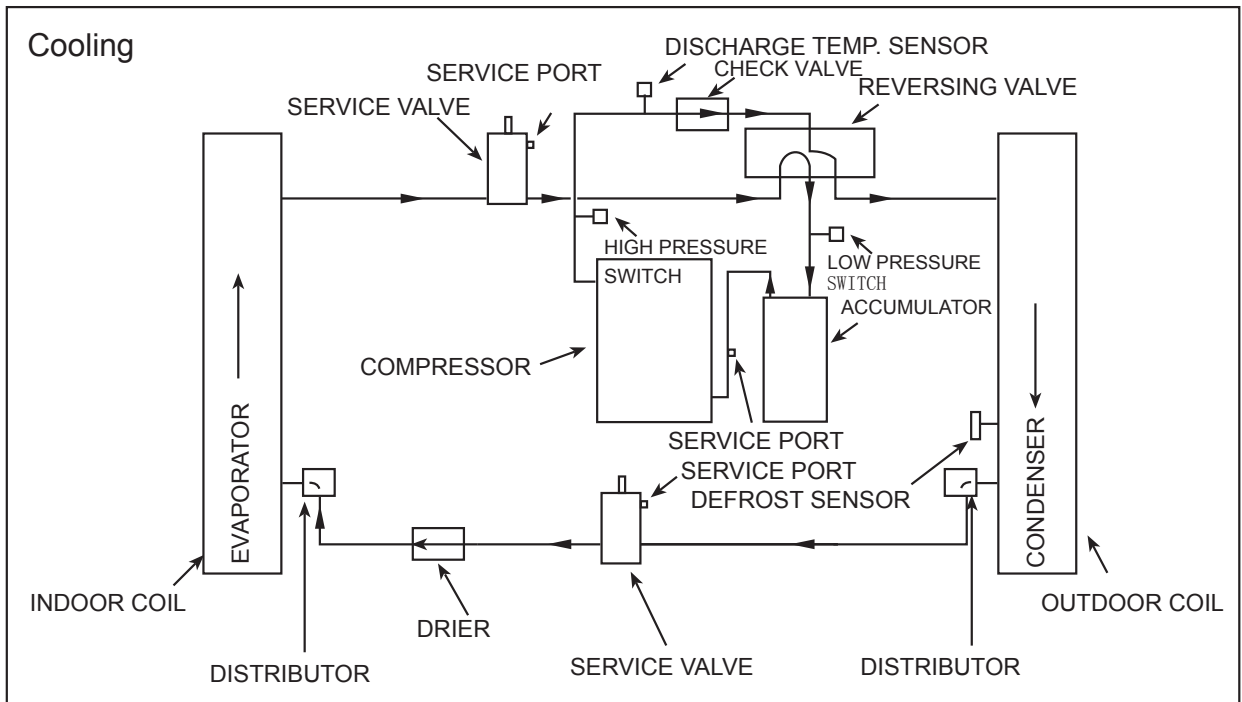 Cooling
DISCHARGE TEMP. SENSOR
SERVICE PORT
CHECK VALVE
REVERSING VALVE
SERVICE VALVE
HIGH PRESSURE
SWITCH
LOW PRESSURE
SWITCH
ACCUMULATOR
COMPRESSOR
EVAPORATOR
CONDENSER
SERVICE PORT
SERVICE PORT
DEFROST SENSOR
INDOOR COIL
OUTDOOR COIL
DRIER
DISTRIBUTOR
SERVICE VALVE
DISTRIBUTOR